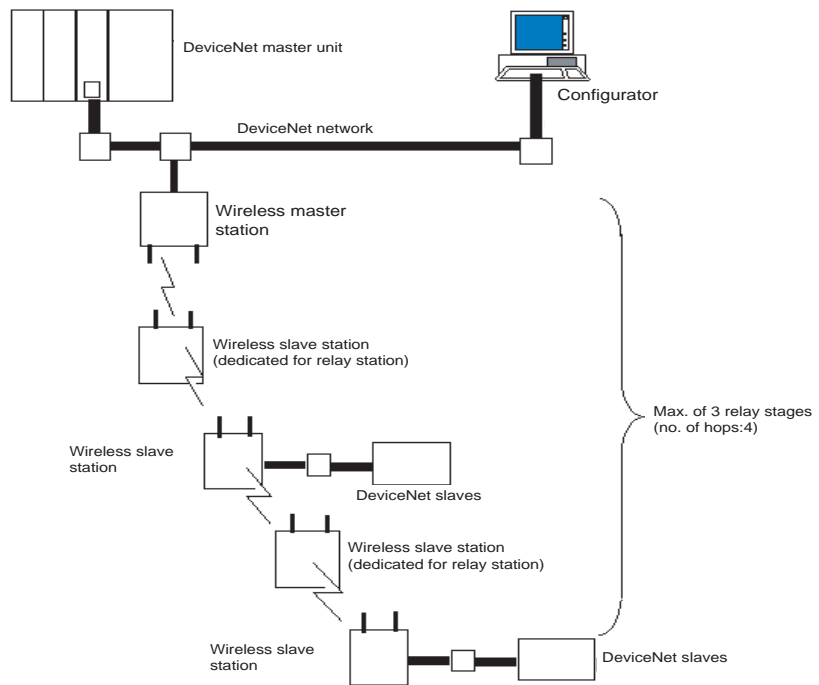 DeviceNet master unit
Configurator
DeviceNet network
Wireless master
station
Wireless slave station
(dedicated for relay station)
Max. of 3 relay stages
(no. of hops:4)
Wireless slave
station
DeviceNet slaves
Wireless slave station
(dedicated for relay station)
Wireless slave
station
DeviceNet slaves